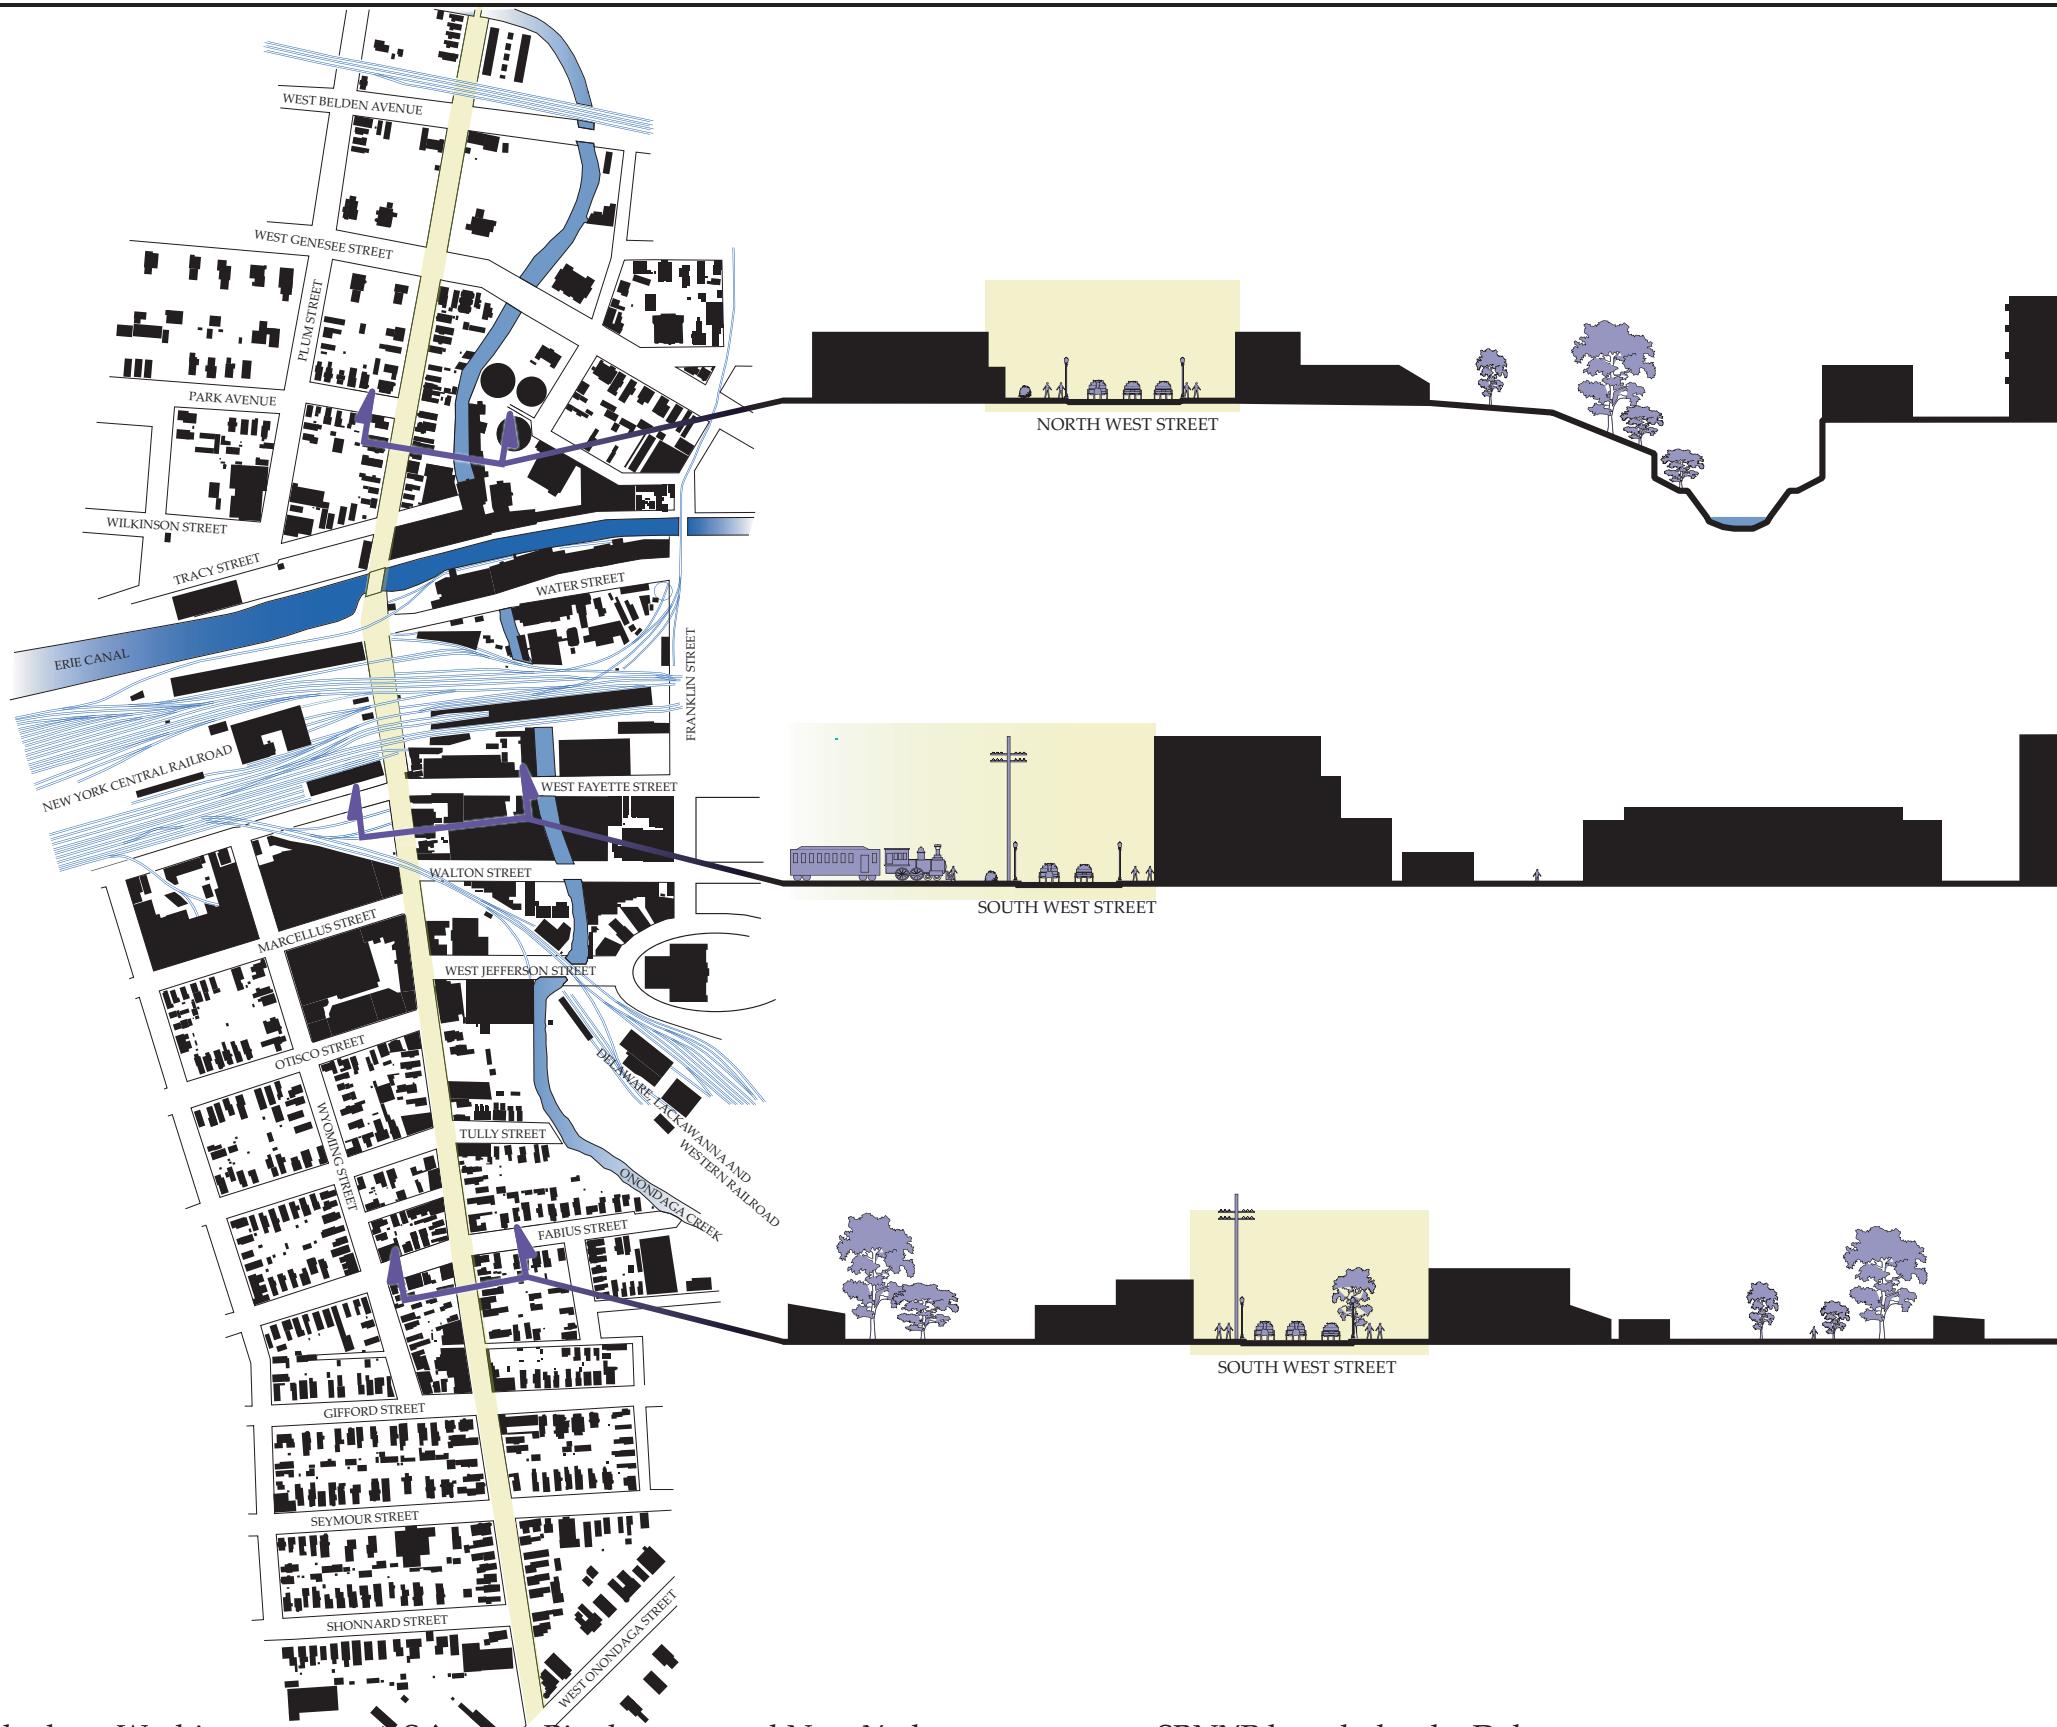 WEST BELDEN AVENUE
WEST GENESEE STREET
PLUM STREET
PARK AVENUE
NORTH WEST STREET
WILKINSON STREET
TRACY STREET
WATER STREET
ERIE CANAL
FRANKLIN STREET
NEW YORK CENTRAL RAILROAD
WEST FAYETTE STREET
WALTON STREET
SOUTH WEST STREET
MARCELLUS STREET
WEST JEFFERSON STREET
OTISCO STREET
DELAWARE, LACKAWANNA AND
WESTERN RAILROAD
WYOMING STREET
TULLY STREET
ONONDAGA CREEK
FABIUS STREET
SOUTH WEST STREET
GIFFORD STREET
SEYMOUR STREET
SHONNARD STREET
WEST ONONDAGA STREET